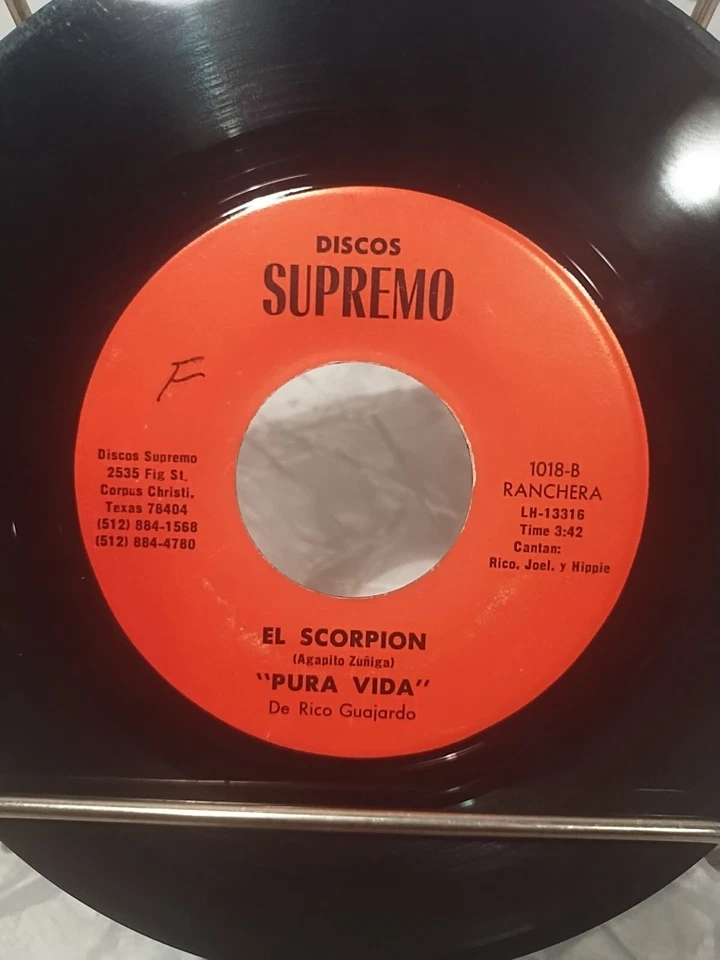 DISCOS
SUPREMO
F
Discos Supremo
2535 Fig St.
Corpus Christi,
Texas 78404
(512) 884-1568
(512) 884-4780
1018-B
RANCHERA
LH-13316
Time 3:42
Cantan:
Rico, Joel, y Hippie
EL SCORPION
(Agapito Zuñiga)
"PURA VIDA"
De Rico Guajardo